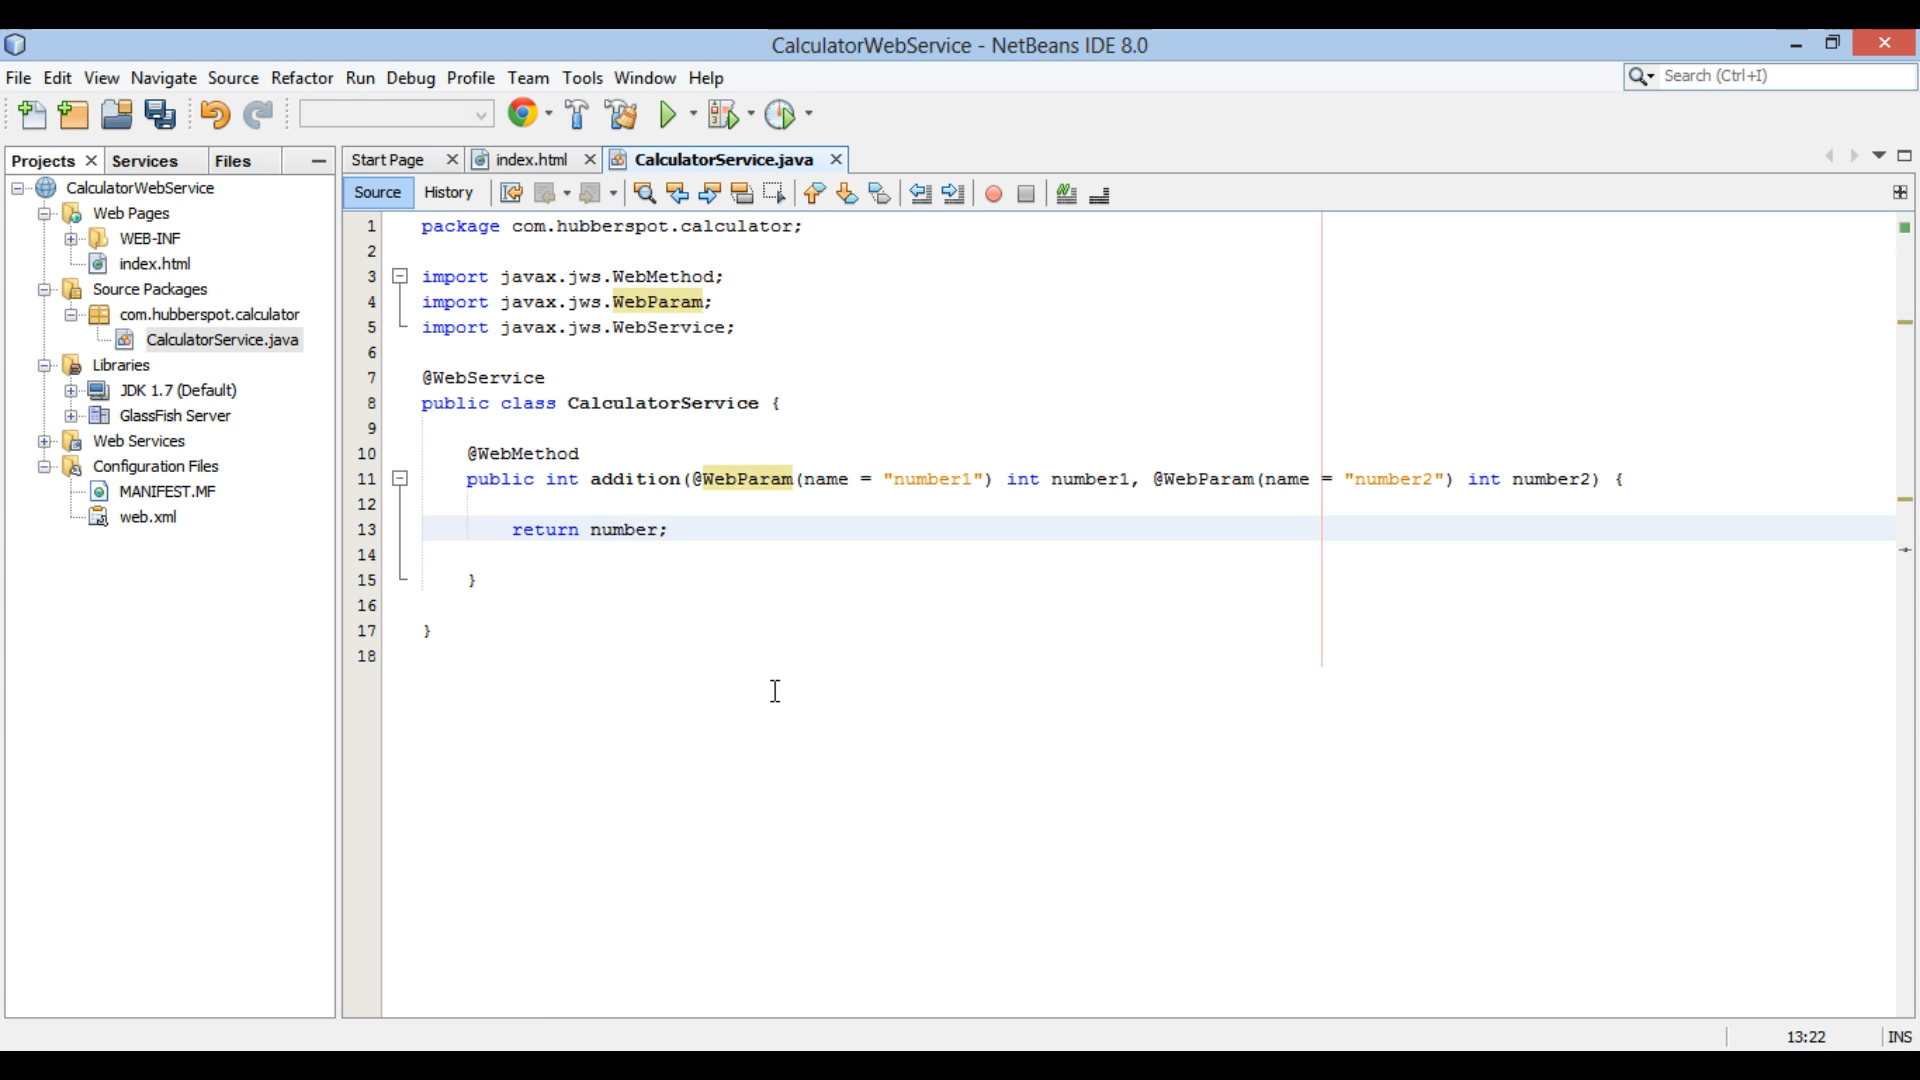 CalculatorWebService - NetBeans IDE 8.0
File Edit View Navigate Source Refactor Run Debug Profile Team Tools Window Help
Search (Ctrl+I)
Projects Services Files
Start Page index.html CalculatorService.java
Source History
CalculatorWebService
Web Pages
WEB-INF
index.html
Source Packages
com.hubberspot.calculator
CalculatorService.java
Libraries
JDK 1.7 (Default)
GlassFish Server
Web Services
Configuration Files
MANIFEST.MF
web.xml
1 package com.hubberspot.calculator;
2
3 import javax.jws.WebMethod;
4 import javax.jws.WebParam;
5 import javax.jws.WebService;
6
7 @WebService
8 public class CalculatorService {
9
10 @WebMethod
11 public int addition(@WebParam(name = "number1") int number1, @WebParam(name = "number2") int number2) {
12
13 return number;
14
15 }
16
17 }
18
13:22 INS